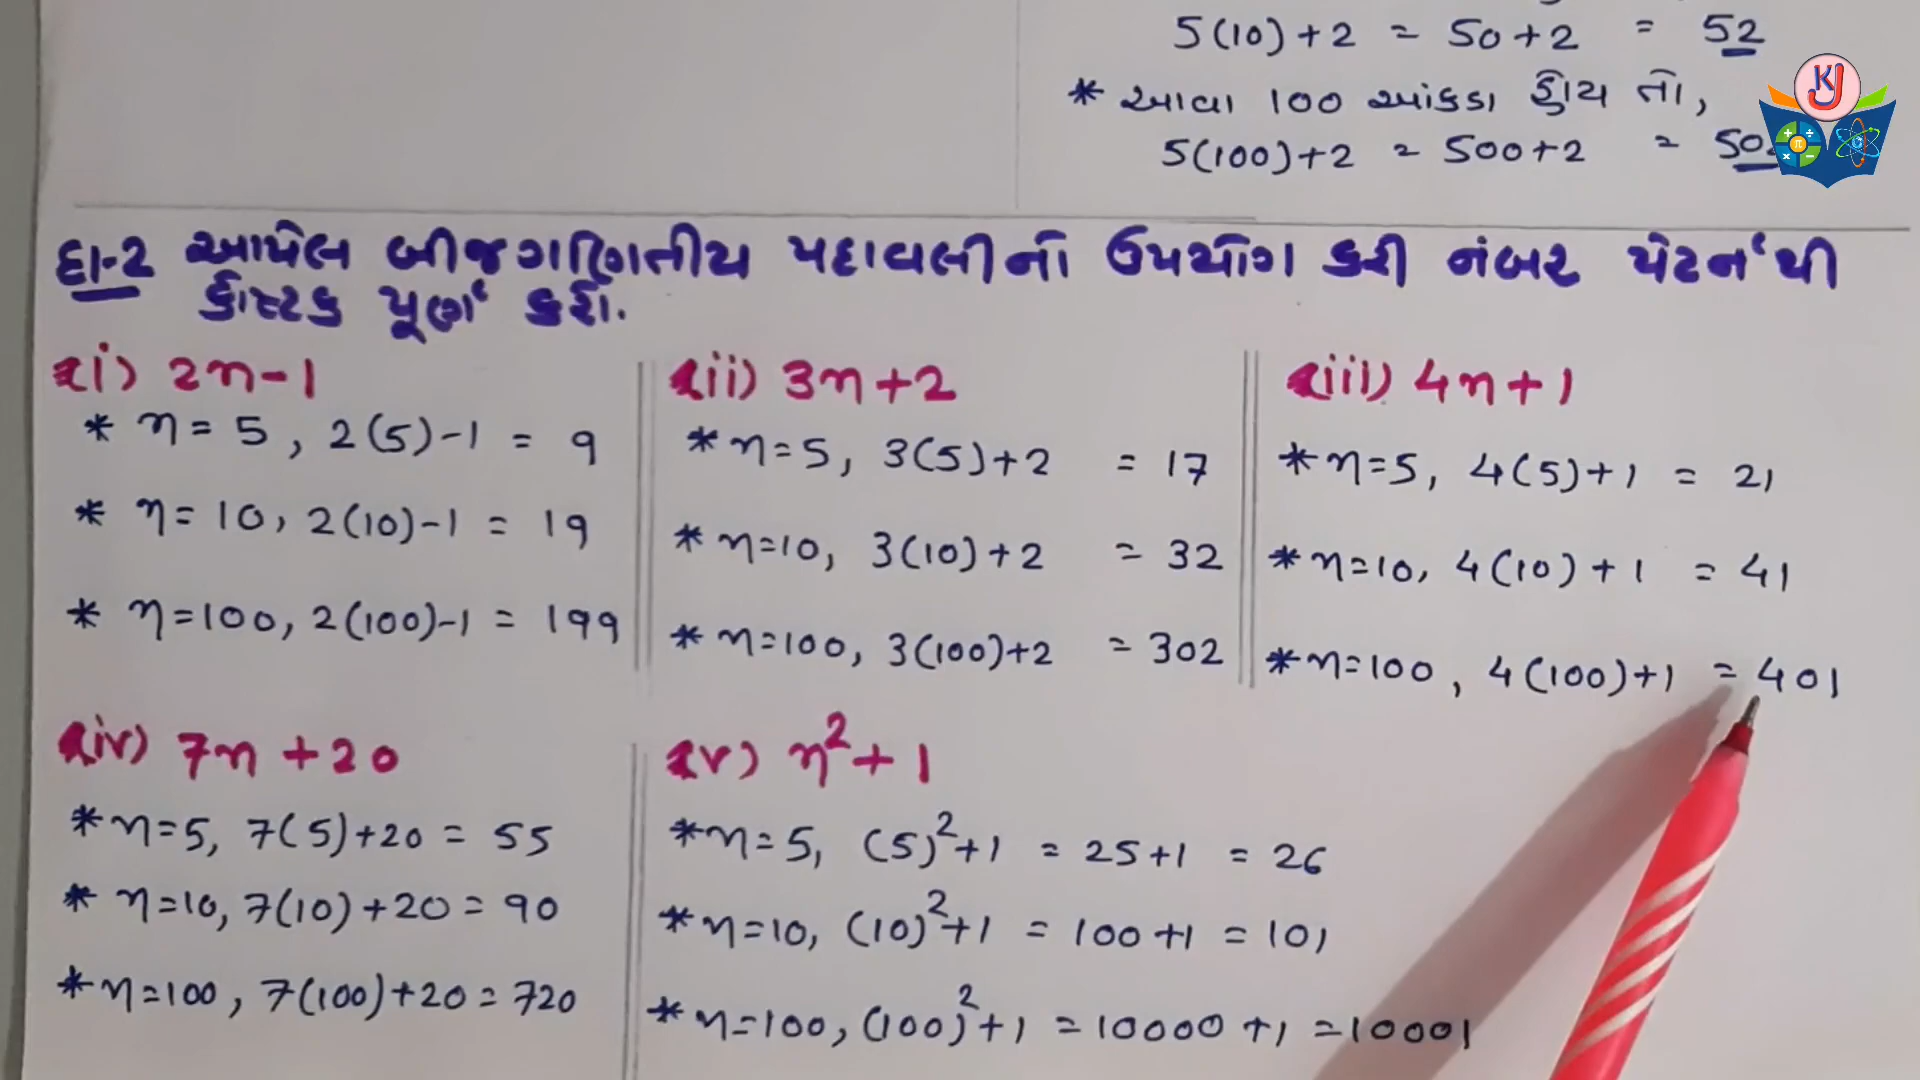 5(10)+2 = 50+2 = 52
* આવા 100 આંકડા હોય તો,
5(100)+2 = 500+2 =
દા-2 આપેલ બીજગણિતીય પદાવલીનો ઉપયોગ કરી નંબર પેટર્નથી
કોષ્ટક પૂર્ણ કરો.
(i) 2n-1
* n=5, 2(5)-1 = 9
* n=10, 2(10)-1 = 19
* n=100, 2(100)-1 = 199
(ii) 3n+2
* n=5, 3(5)+2 = 17
* n=10, 3(10)+2 = 32
* n=100, 3(100)+2 = 302
(iii) 4n+1
* n=5, 4(5)+1 = 21
* n=10, 4(10)+1 = 41
* n=100, 4(100)+1 = 401
(iv) 7n+20
* n=5, 7(5)+20 = 55
* n=10, 7(10)+20 = 90
* n=100, 7(100)+20 = 720
(v) n²+1
* n=5, (5)²+1 = 25+1 = 26
* n=10, (10)²+1 = 100+1 = 101
* n=100, (100)²+1 = 10000+1 = 10001
KJ